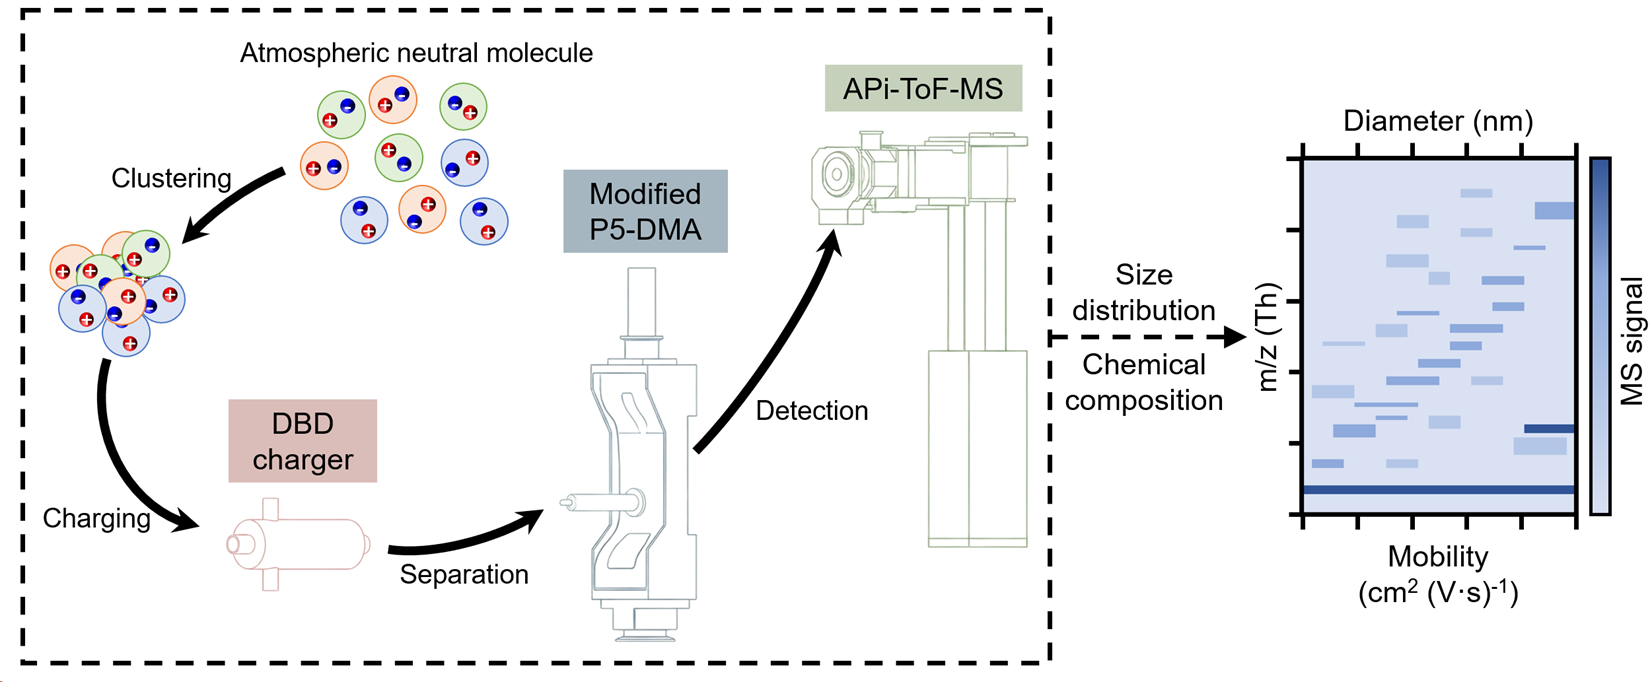 Atmospheric neutral molecule
Clustering
Charging
DBD
charger
Separation
Modified
P5-DMA
Detection
APi-ToF-MS
Size
distribution
Chemical
composition
Diameter (nm)
m/z (Th)
Mobility
(cm² (V·s)⁻¹)
MS signal